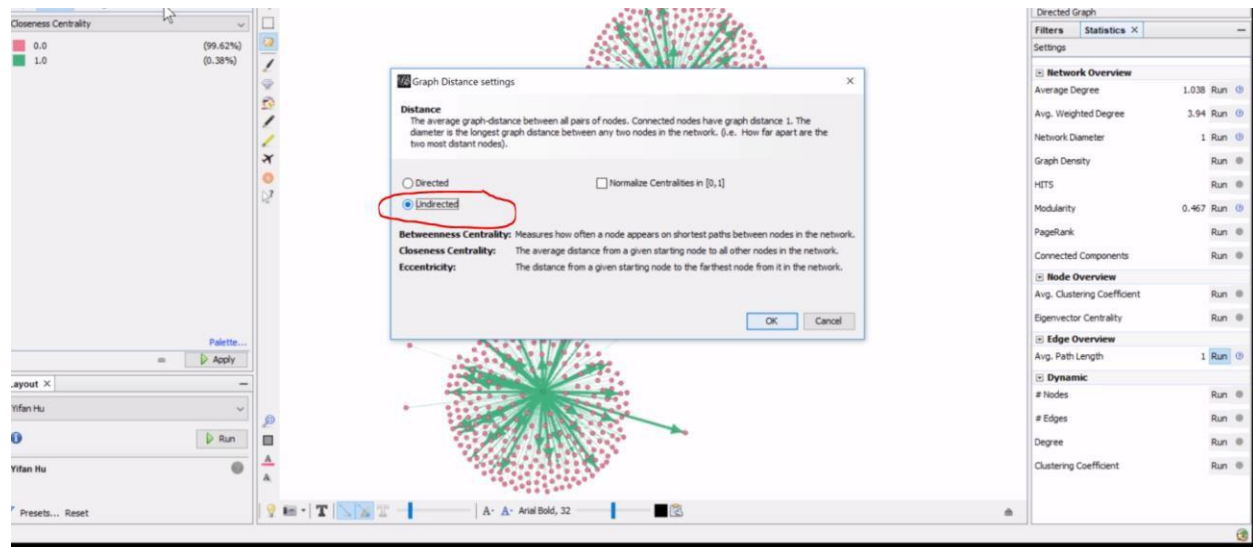 Closeness Centrality
0.0 (99.62%)
1.0 (0.38%)
Palette...
Apply
Layout
Yifan Hu
Run
Yifan Hu
Presets... Reset
Graph Distance settings
Distance
The average graph-distance between all pairs of nodes. Connected nodes have graph distance 1. The
diameter is the longest graph distance between any two nodes in the network. (i.e. How far apart are the
two most distant nodes).
Directed
Normalize Centralities in [0,1]
Undirected
Betweenness Centrality: Measures how often a node appears on shortest paths between nodes in the network.
Closeness Centrality: The average distance from a given starting node to all other nodes in the network.
Eccentricity: The distance from a given starting node to the farthest node from it in the network.
OK Cancel
T T A- A- Arial Bold, 32
Directed Graph
Filters Statistics
Settings
Network Overview
Average Degree 1.038 Run
Avg. Weighted Degree 3.94 Run
Network Diameter 1 Run
Graph Density Run
HITS Run
Modularity 0.467 Run
PageRank Run
Connected Components Run
Node Overview
Avg. Clustering Coefficient Run
Eigenvector Centrality Run
Edge Overview
Avg. Path Length 1 Run
Dynamic
# Nodes Run
# Edges Run
Degree Run
Clustering Coefficient Run